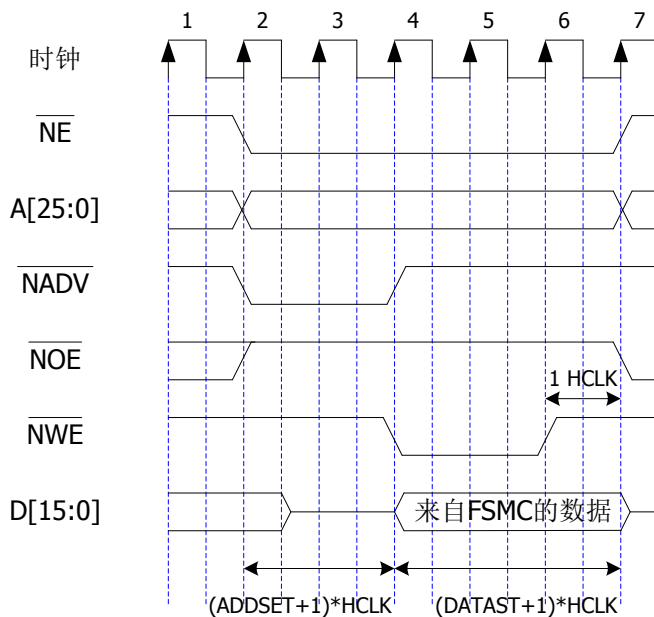 1 2 3 4 5 6 7
时钟
NE
A[25:0]
NADV
NOE
1 HCLK
NWE
D[15:0]
来自FSMC的数据
(ADDSET+1)*HCLK
(DATAST+1)*HCLK